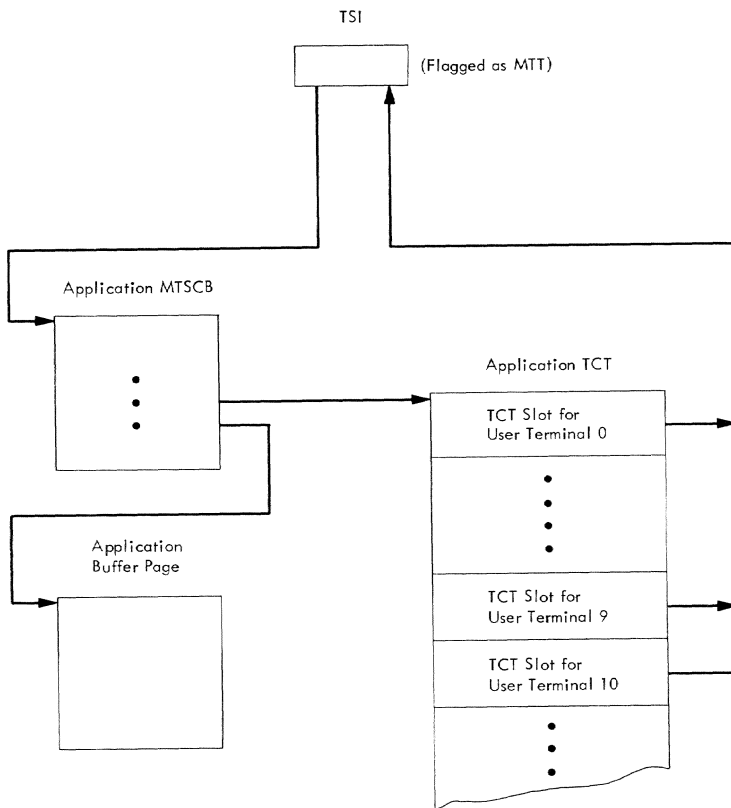 TSI
(Flagged as MTT)
Application MTSCB
Application TCT
TCT Slot for
User Terminal 0
Application
Buffer Page
TCT Slot for
User Terminal 9
TCT Slot for
User Terminal 10